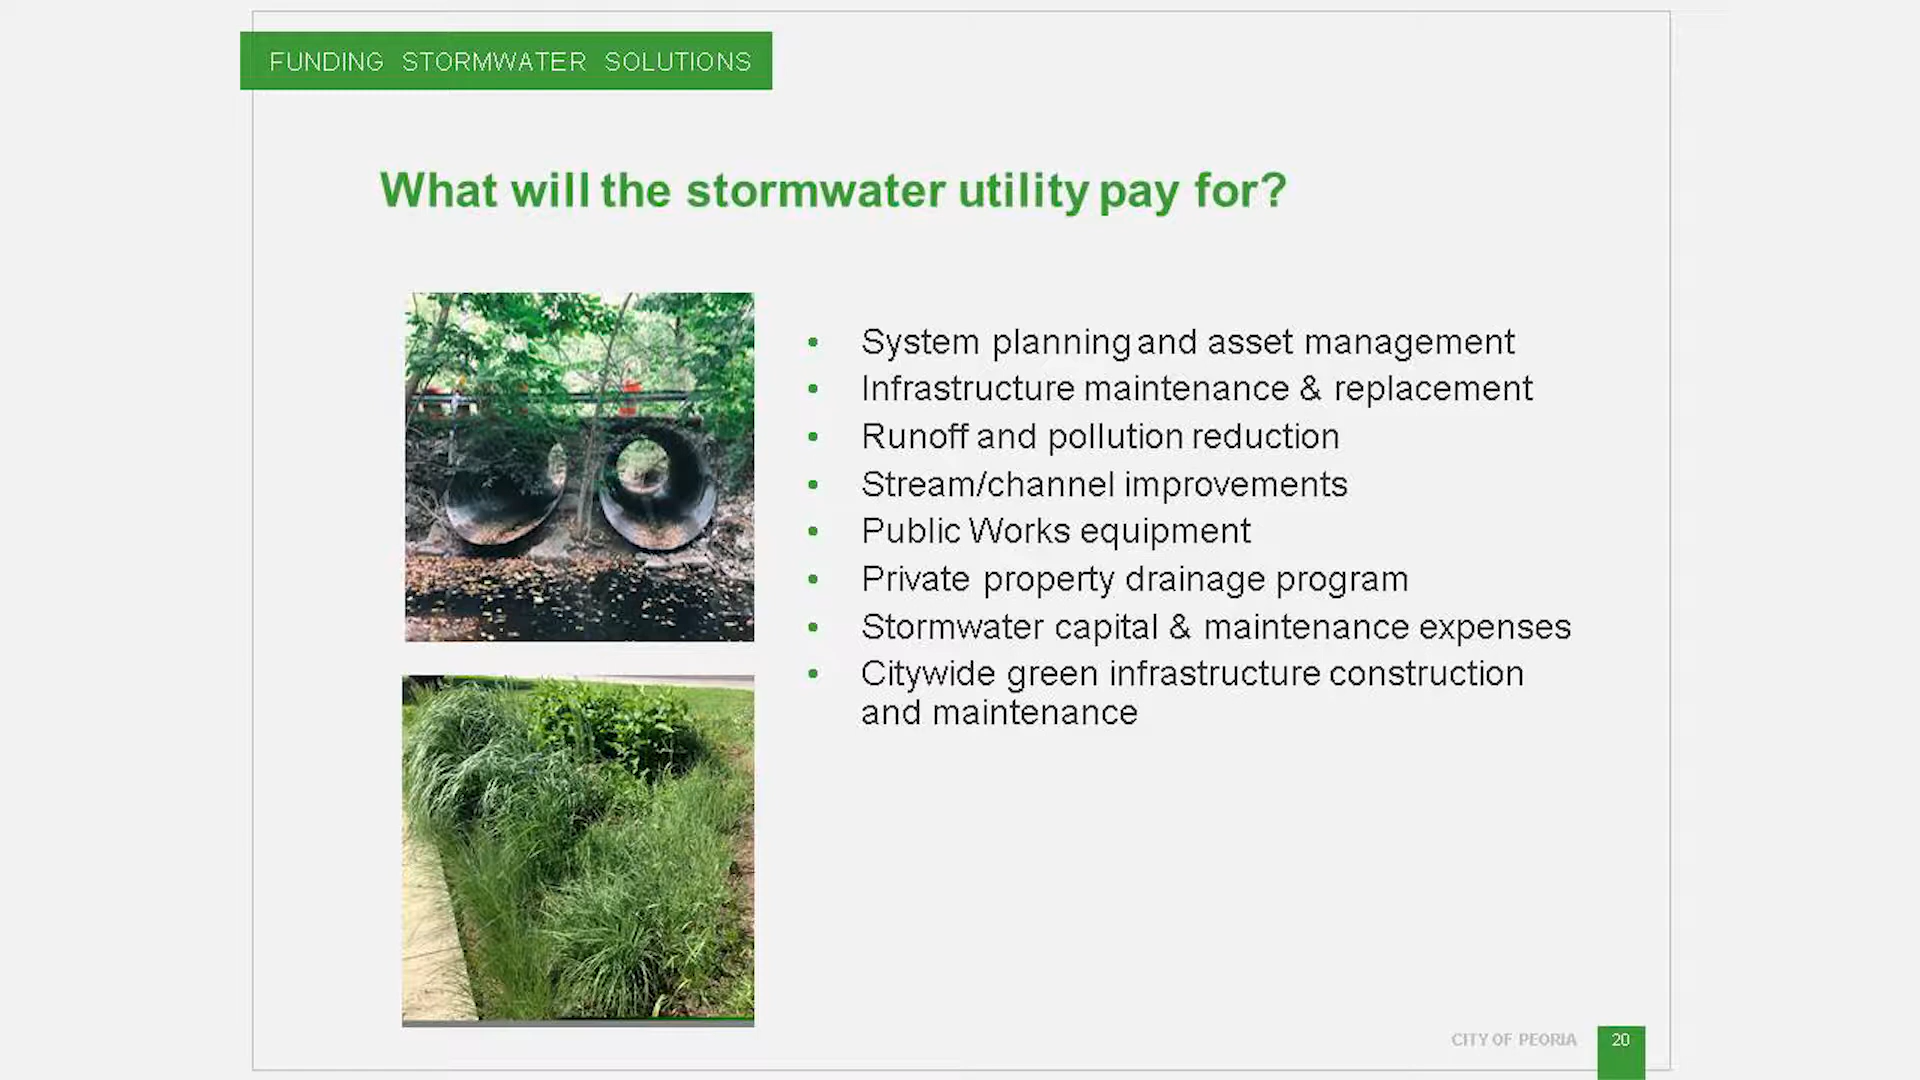 FUNDING STORMWATER SOLUTIONS
What will the stormwater utility pay for?
• System planning and asset management
• Infrastructure maintenance & replacement
• Runoff and pollution reduction
• Stream/channel improvements
• Public Works equipment
• Private property drainage program
• Stormwater capital & maintenance expenses
• Citywide green infrastructure construction
and maintenance
CITY OF PEORIA 20